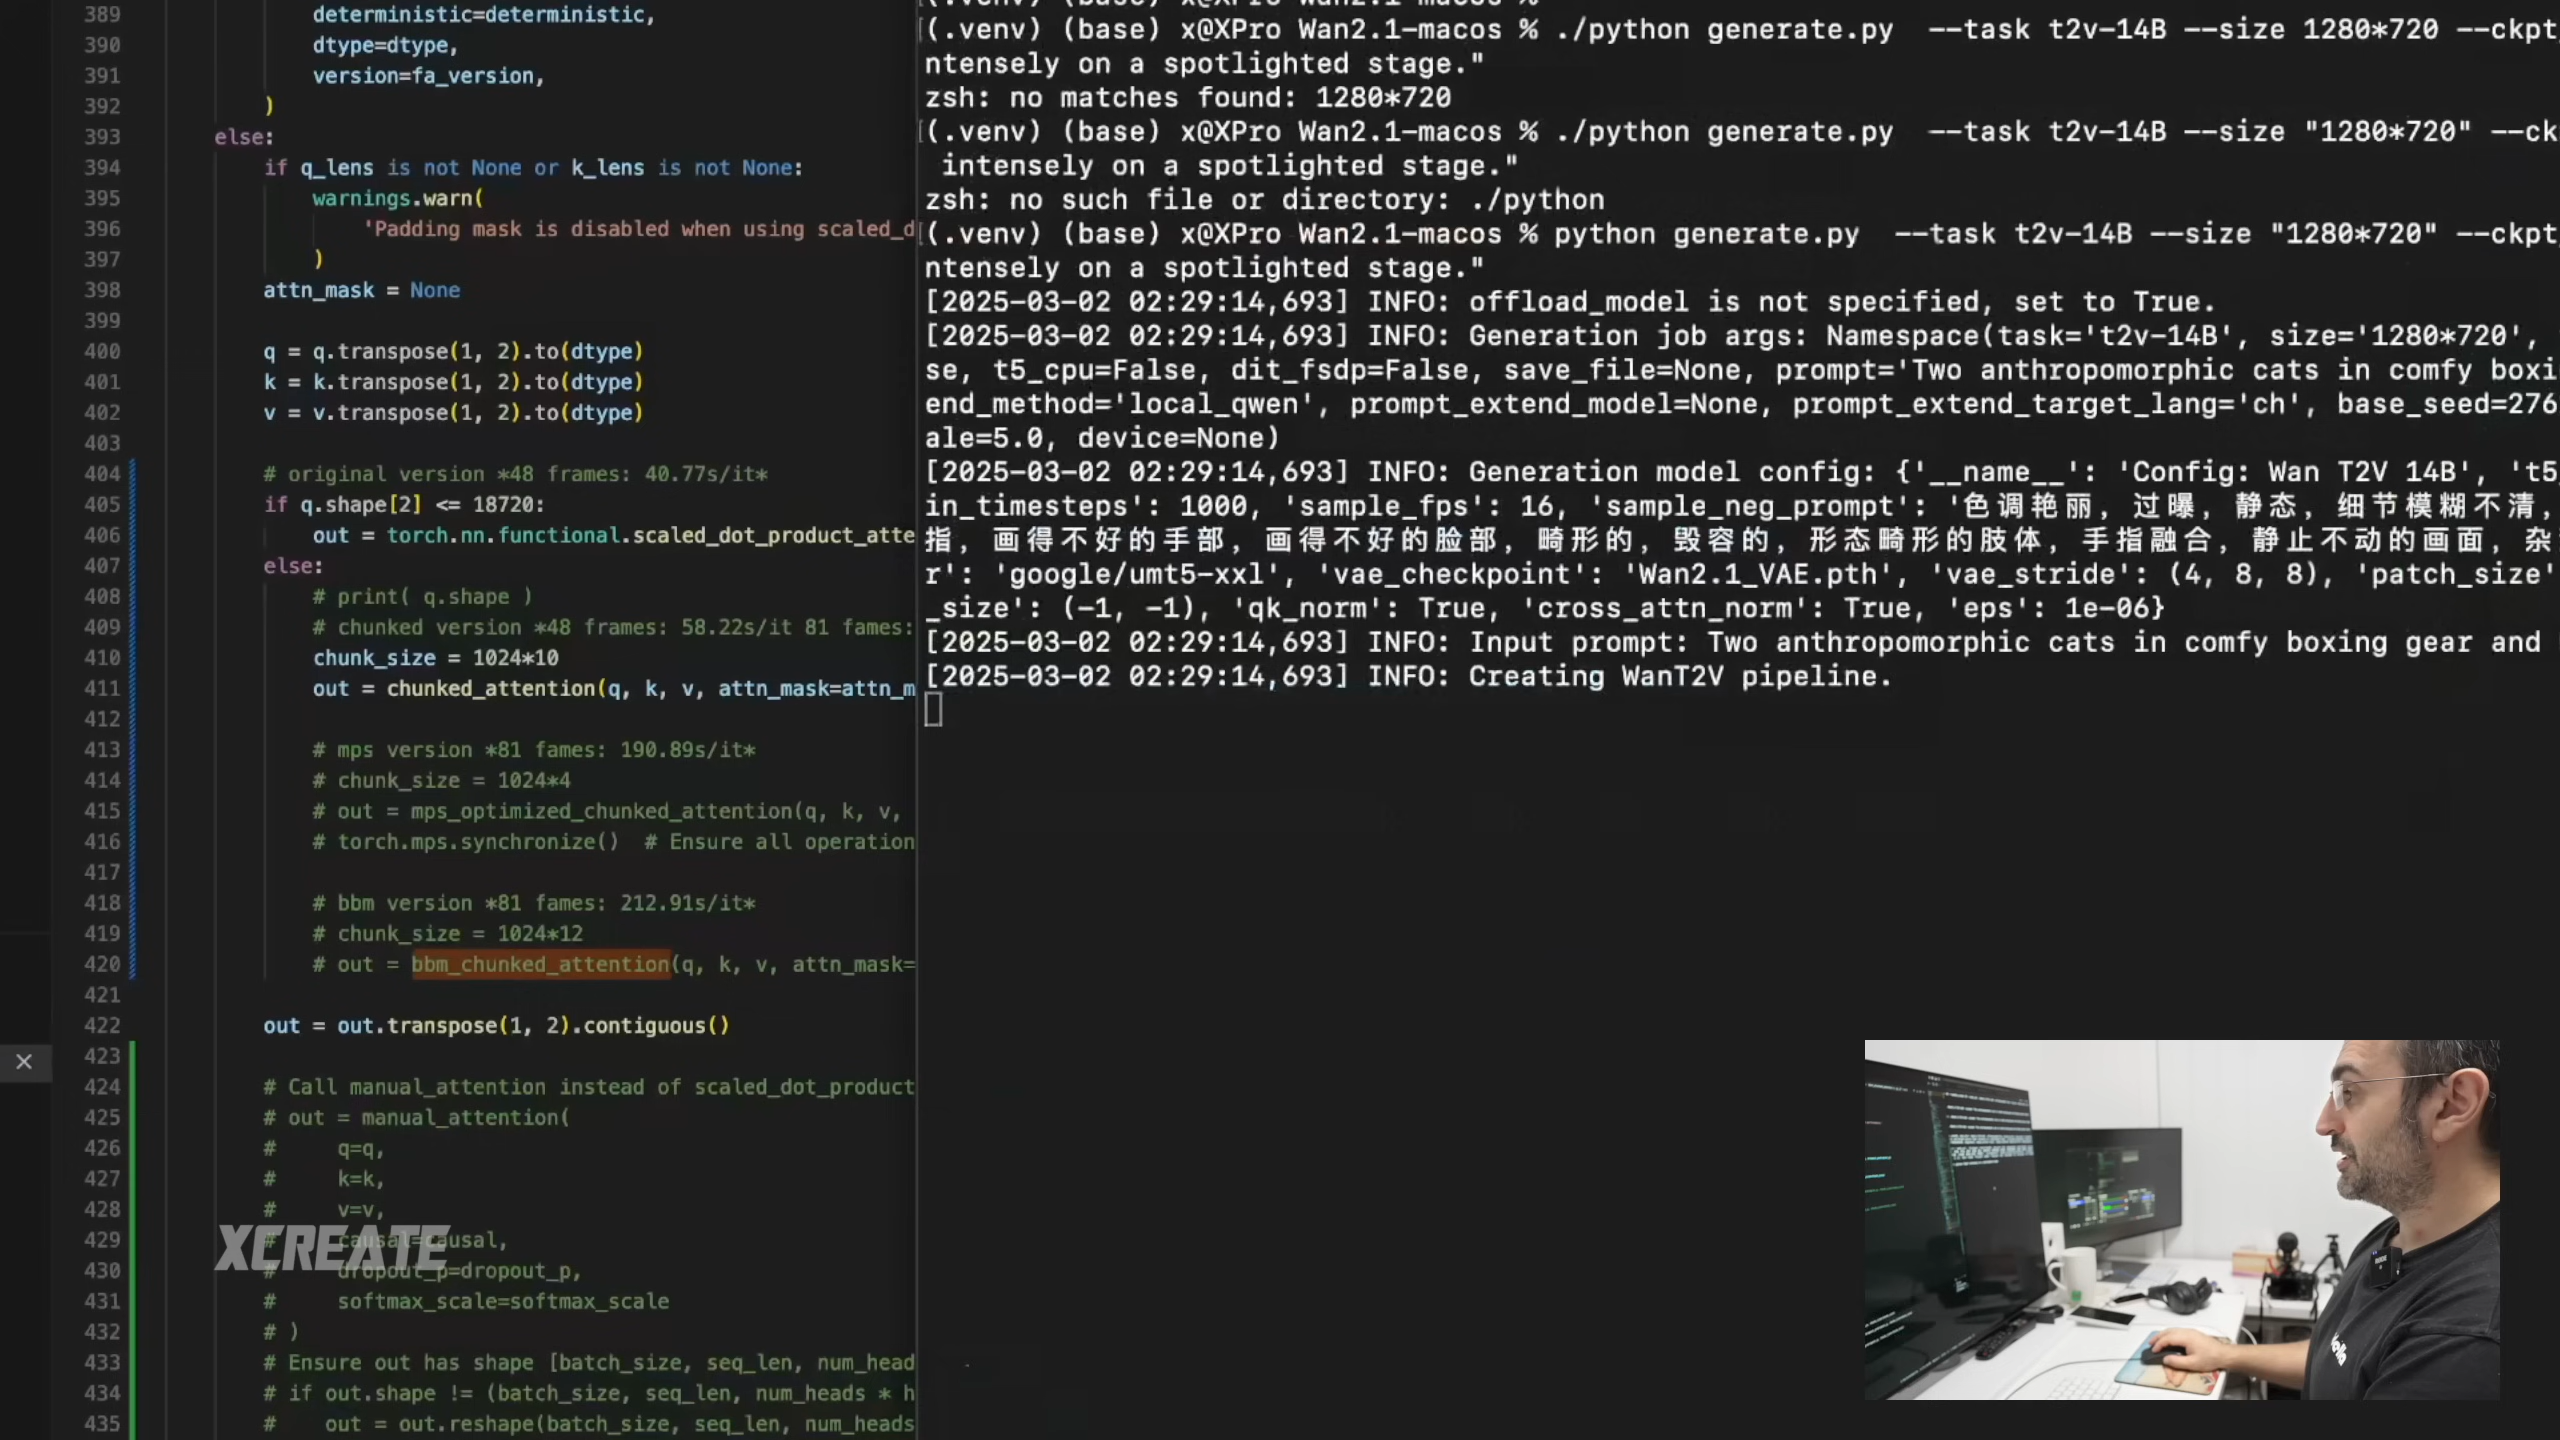 389 deterministic=deterministic,
390 dtype=dtype,
391 version=fa_version,
392 )
393 else:
394 if q_lens is not None or k_lens is not None:
395 warnings.warn(
396 'Padding mask is disabled when using scaled_d
397 )
398 attn_mask = None
399
400 q = q.transpose(1, 2).to(dtype)
401 k = k.transpose(1, 2).to(dtype)
402 v = v.transpose(1, 2).to(dtype)
403
404 # original version *48 frames: 40.77s/it*
405 if q.shape[2] <= 18720:
406 out = torch.nn.functional.scaled_dot_product_atte
407 else:
408 # print( q.shape )
409 # chunked version *48 frames: 58.22s/it 81 fames:
410 chunk_size = 1024*10
411 out = chunked_attention(q, k, v, attn_mask=attn_m
412
413 # mps version *81 fames: 190.89s/it*
414 # chunk_size = 1024*4
415 # out = mps_optimized_chunked_attention(q, k, v,
416 # torch.mps.synchronize()  # Ensure all operation
417
418 # bbm version *81 fames: 212.91s/it*
419 # chunk_size = 1024*12
420 # out = bbm_chunked_attention(q, k, v, attn_mask=
421
422 out = out.transpose(1, 2).contiguous()
423
424 # Call manual_attention instead of scaled_dot_product
425 # out = manual_attention(
426 #     q=q,
427 #     k=k,
428 #     v=v,
429 #     causal=causal,
430 #     dropout_p=dropout_p,
431 #     softmax_scale=softmax_scale
432 # )
433 # Ensure out has shape [batch_size, seq_len, num_head
434 # if out.shape != (batch_size, seq_len, num_heads * h
435 #    out = out.reshape(batch_size, seq_len, num_heads
XCREATE
(.venv) (base) x@XPro Wan2.1-macos %
(.venv) (base) x@XPro Wan2.1-macos % ./python generate.py  --task t2v-14B --size 1280*720 --ckpt
ntensely on a spotlighted stage."
zsh: no matches found: 1280*720
(.venv) (base) x@XPro Wan2.1-macos % ./python generate.py  --task t2v-14B --size "1280*720" --ck
intensely on a spotlighted stage."
zsh: no such file or directory: ./python
(.venv) (base) x@XPro Wan2.1-macos % python generate.py  --task t2v-14B --size "1280*720" --ckpt
ntensely on a spotlighted stage."
[2025-03-02 02:29:14,693] INFO: offload_model is not specified, set to True.
[2025-03-02 02:29:14,693] INFO: Generation job args: Namespace(task='t2v-14B', size='1280*720',
se, t5_cpu=False, dit_fsdp=False, save_file=None, prompt='Two anthropomorphic cats in comfy boxi
end_method='local_qwen', prompt_extend_model=None, prompt_extend_target_lang='ch', base_seed=276
ale=5.0, device=None)
[2025-03-02 02:29:14,693] INFO: Generation model config: {'__name__': 'Config: Wan T2V 14B', 't5
in_timesteps': 1000, 'sample_fps': 16, 'sample_neg_prompt': '色调艳丽，过曝，静态，细节模糊不清，
指，画得不好的手部，画得不好的脸部，畸形的，毁容的，形态畸形的肢体，手指融合，静止不动的画面，杂
r': 'google/umt5-xxl', 'vae_checkpoint': 'Wan2.1_VAE.pth', 'vae_stride': (4, 8, 8), 'patch_size'
_size': (-1, -1), 'qk_norm': True, 'cross_attn_norm': True, 'eps': 1e-06}
[2025-03-02 02:29:14,693] INFO: Input prompt: Two anthropomorphic cats in comfy boxing gear and
[2025-03-02 02:29:14,693] INFO: Creating WanT2V pipeline.